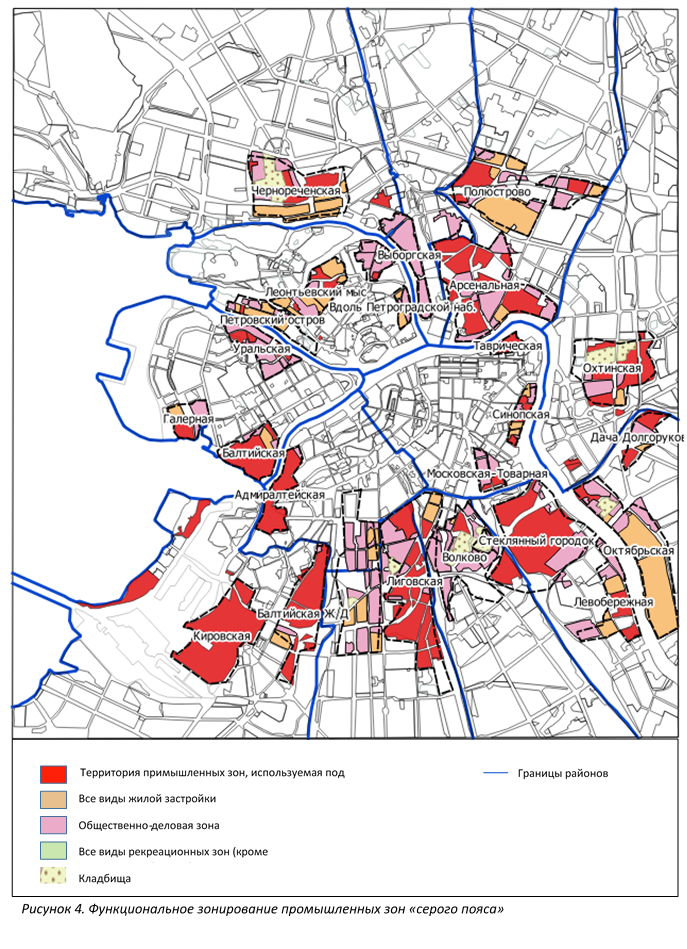 Чернореченская
Полюстрово
Выборгская
Арсенальная
Леонтьевский мыс
Вдоль Петроградской наб.
Петровский остров
Уральская
Таврическая
Охтинская
Галерная
Синопская
Дача Долгоруков
Балтийская
Московская-Товарная
Адмиралтейская
Стеклянный городок
Волково
Октябрьская
Лиговская
Левобережная
Балтийская Ж/Д
Кировская
Территория промышленных зон, используемая под
Границы районов
Все виды жилой застройки
Общественно-деловая зона
Все виды рекреационных зон (кроме
Кладбища
Рисунок 4. Функциональное зонирование промышленных зон «серого пояса»